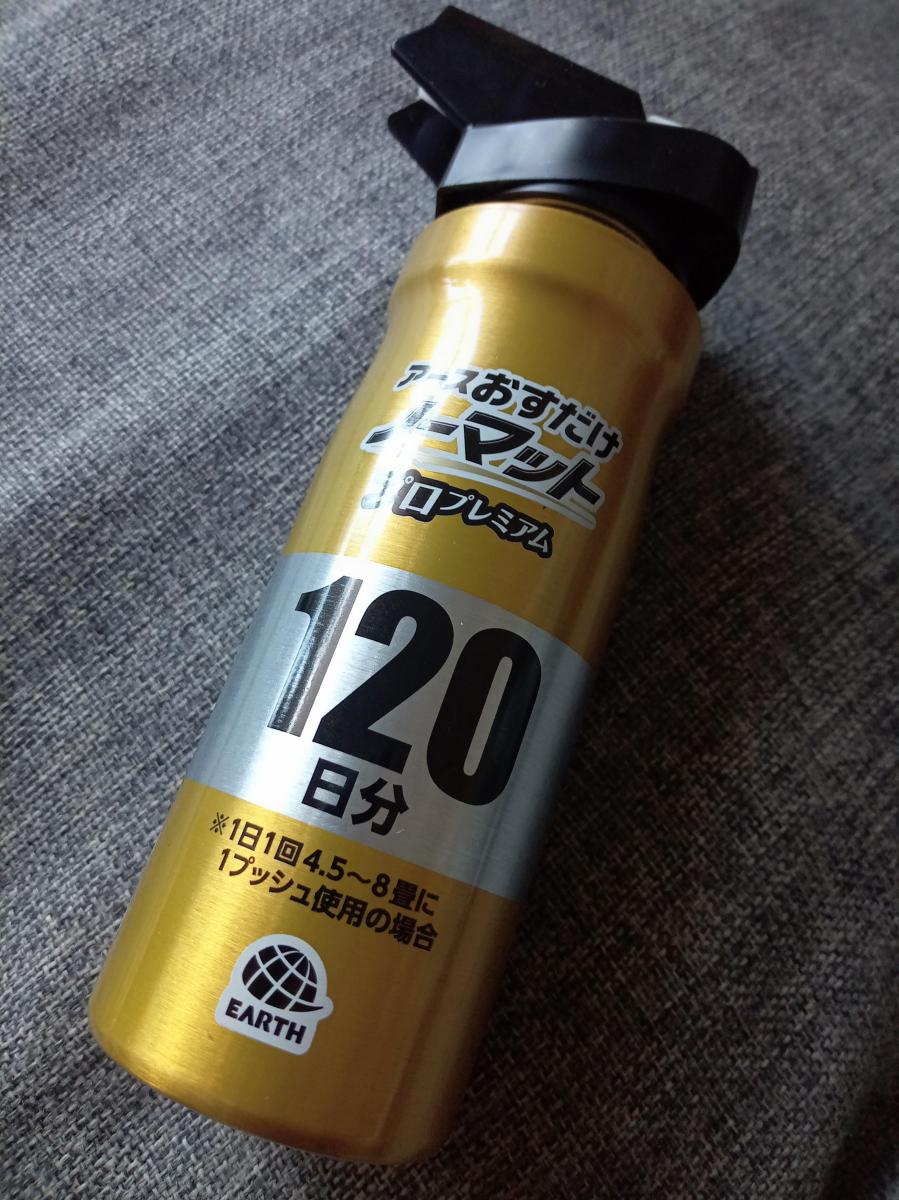 アースおすだけ
ノーマット
プロプレミアム
120
日分
※1日1回4.5～8畳に
1プッシュ使用の場合
EARTH